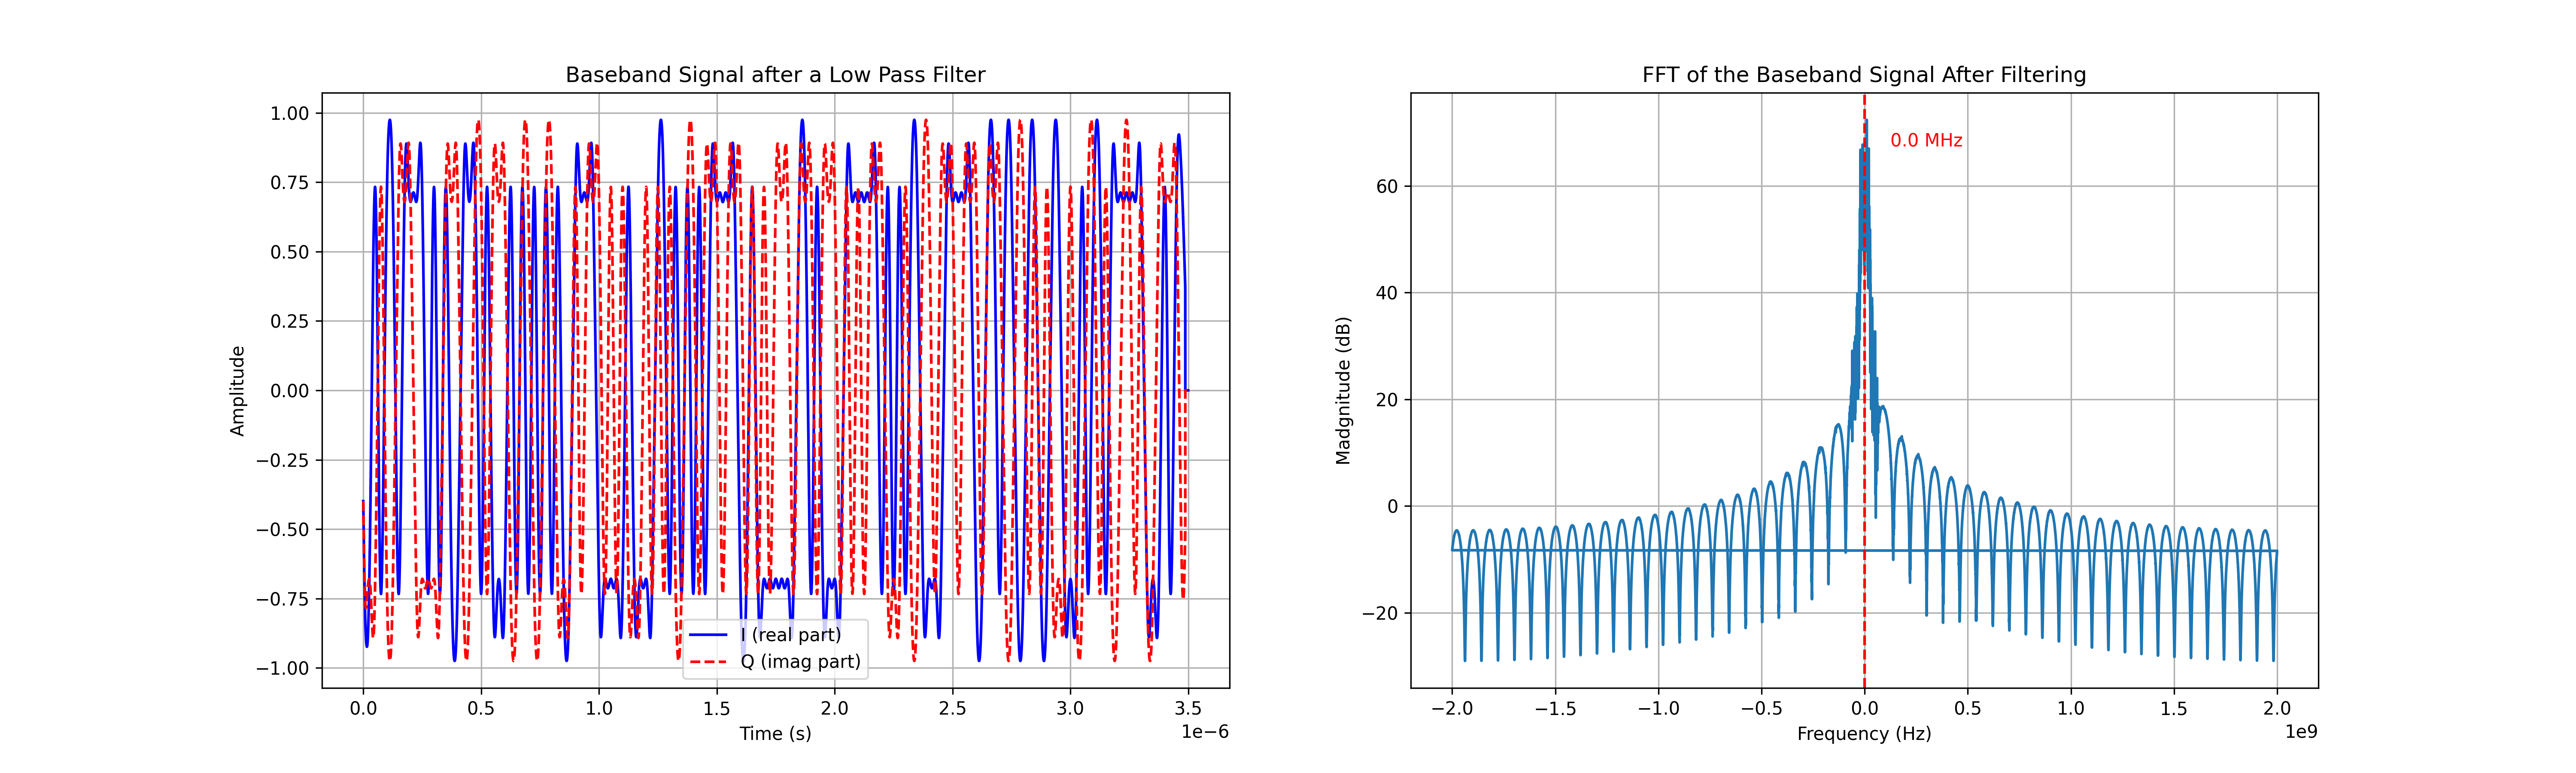 Baseband Signal after a Low Pass Filter
1.00
0.75
0.50
0.25
0.00
−0.25
−0.50
−0.75
−1.00
Amplitude
I (real part)
Q (imag part)
0.0 0.5 1.0 1.5 2.0 2.5 3.0 3.5
Time (s)
1e−6
FFT of the Baseband Signal After Filtering
0.0 MHz
60
40
20
0
−20
Madgnitude (dB)
−2.0 −1.5 −1.0 −0.5 0.0 0.5 1.0 1.5 2.0
Frequency (Hz)
1e9